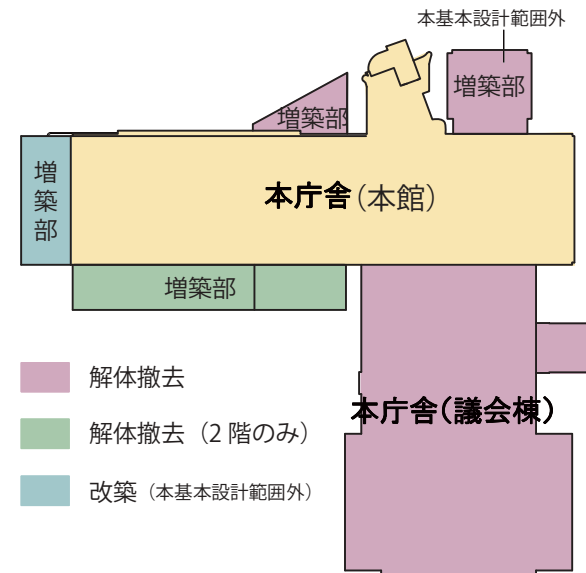 本基本設計範囲外
増築部
増築部
増築部
本庁舎（本館）
増築部
解体撤去
解体撤去（2 階のみ）
本庁舎（議会棟）
改築（本基本設計範囲外）